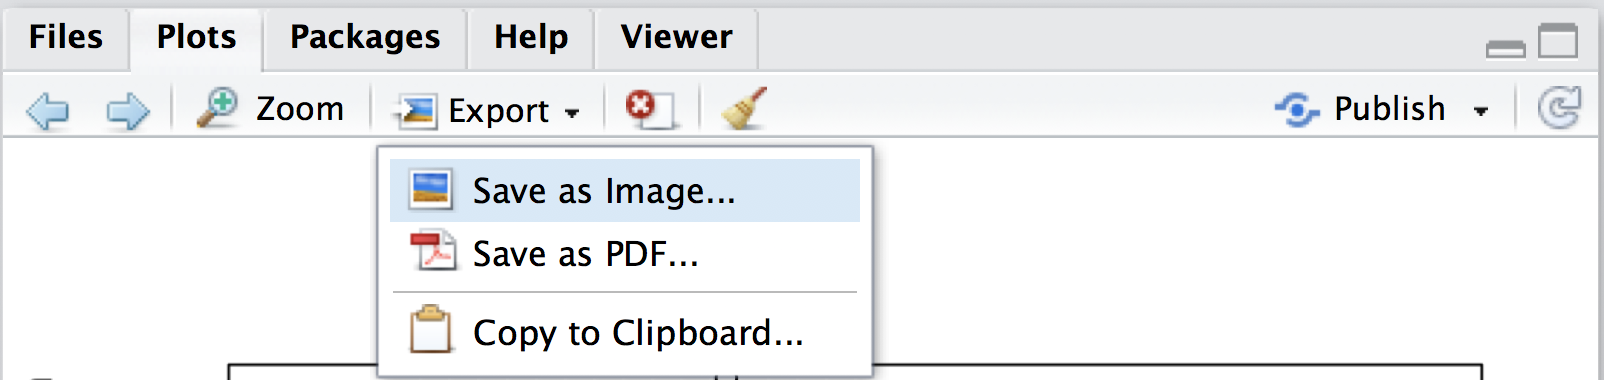 Files Plots Packages Help Viewer
Zoom Export Publish
Save as Image...
Save as PDF...
Copy to Clipboard...